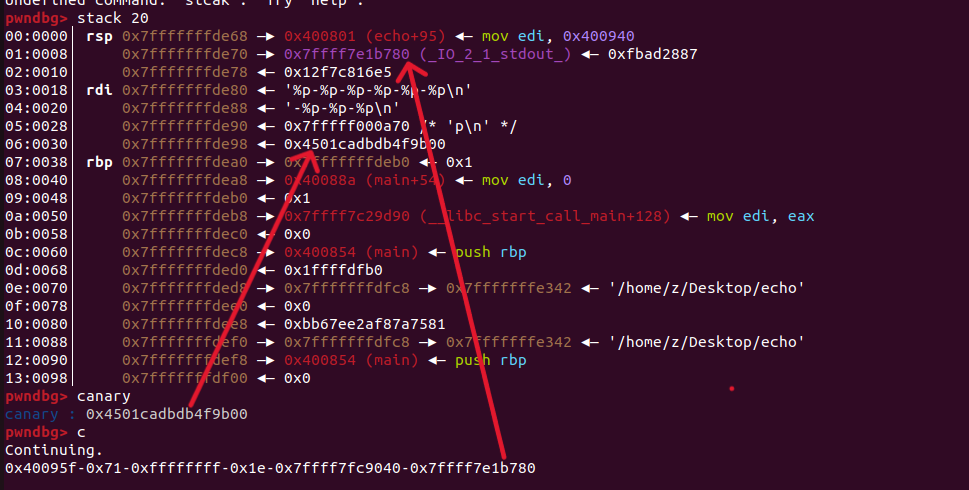 undefined command: "stcak". Try "help".
pwndbg> stack 20
00:0000│ rsp 0x7fffffffde68 —▸ 0x400801 (echo+95) ◂— mov edi, 0x400940
01:0008│     0x7fffffffde70 —▸ 0x7ffff7e1b780 (_IO_2_1_stdout_) ◂— 0xfbad2887
02:0010│     0x7fffffffde78 ◂— 0x12f7c816e5
03:0018│ rdi 0x7fffffffde80 ◂— '%p-%p-%p-%p-%p-%p\n'
04:0020│     0x7fffffffde88 ◂— '-%p-%p-%p\n'
05:0028│     0x7fffffffde90 ◂— 0x7fffff000a70 /* 'p\n' */
06:0030│     0x7fffffffde98 ◂— 0x4501cadbdb4f9b00
07:0038│ rbp 0x7fffffffdea0 —▸ 0x7fffffffdeb0 ◂— 0x1
08:0040│     0x7fffffffdea8 —▸ 0x40088a (main+54) ◂— mov edi, 0
09:0048│     0x7fffffffdeb0 ◂— 0x1
0a:0050│     0x7fffffffdeb8 —▸ 0x7ffff7c29d90 (__libc_start_call_main+128) ◂— mov edi, eax
0b:0058│     0x7fffffffdec0 ◂— 0x0
0c:0060│     0x7fffffffdec8 —▸ 0x400854 (main) ◂— push rbp
0d:0068│     0x7fffffffded0 ◂— 0x1ffffdfb0
0e:0070│     0x7fffffffded8 —▸ 0x7fffffffdfc8 —▸ 0x7fffffffe342 ◂— '/home/z/Desktop/echo'
0f:0078│     0x7fffffffdee0 ◂— 0x0
10:0080│     0x7fffffffdee8 ◂— 0xbb67ee2af87a7581
11:0088│     0x7fffffffdef0 —▸ 0x7fffffffdfc8 —▸ 0x7fffffffe342 ◂— '/home/z/Desktop/echo'
12:0090│     0x7fffffffdef8 —▸ 0x400854 (main) ◂— push rbp
13:0098│     0x7fffffffdf00 ◂— 0x0
pwndbg> canary
canary : 0x4501cadbdb4f9b00
pwndbg> c
Continuing.
0x40095f-0x71-0xffffffff-0x1e-0x7ffff7fc9040-0x7ffff7e1b780